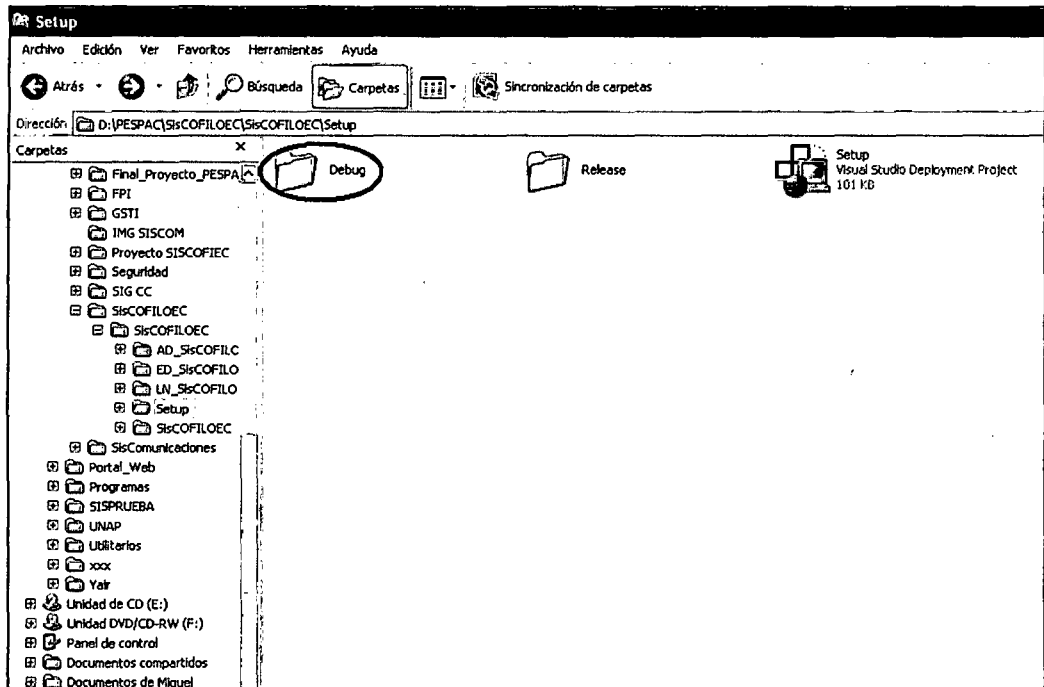 Setup
Archivo Edición Ver Favoritos Herramientas Ayuda
Atrás Búsqueda Carpetas Sincronización de carpetas
Dirección D:\PESPAC\SisCOFILOEC\SisCOFILOEC\Setup
Carpetas x
Final_Proyecto_PESPA
FPI
GSTI
IMG SISCOM
Proyecto SISCOFIEC
Seguridad
SIG CC
SisCOFILOEC
SisCOFILOEC
AD_SisCOFILC
ED_SisCOFILO
LN_SisCOFILO
Setup
SisCOFILOEC
SisComunicaciones
Portal_Web
Programas
SISPRUEBA
UNAP
Utilitarios
xxx
Yair
Unidad de CD (E:)
Unidad DVD/CD-RW (F:)
Panel de control
Documentos compartidos
Documentos de Miguel
Debug
Release
Setup
Visual Studio Deployment Project
101 KB